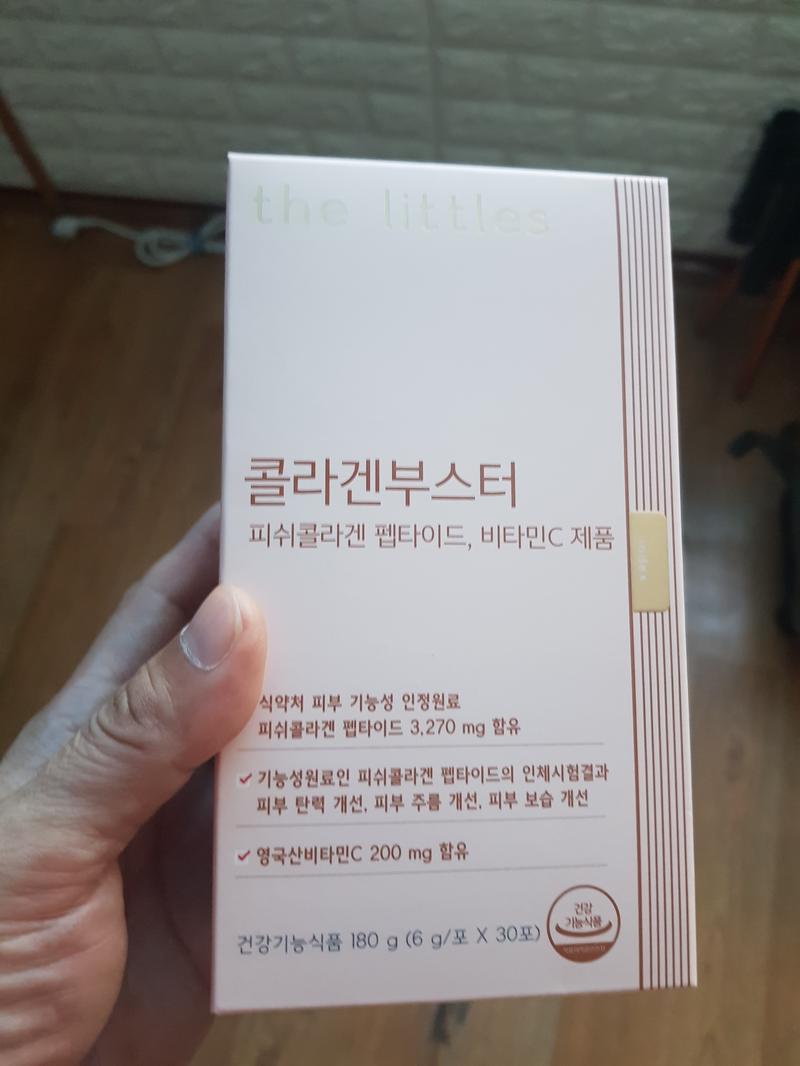 the littles
콜라겐부스터
피쉬콜라겐 펩타이드, 비타민C 제품
식약처 피부 기능성 인정원료
피쉬콜라겐 펩타이드 3,270 mg 함유
기능성원료인 피쉬콜라겐 펩타이드의 인체시험결과
피부 탄력 개선, 피부 주름 개선, 피부 보습 개선
영국산비타민C 200 mg 함유
건강
기능식품
건강기능식품 180 g (6 g/포 X 30포)